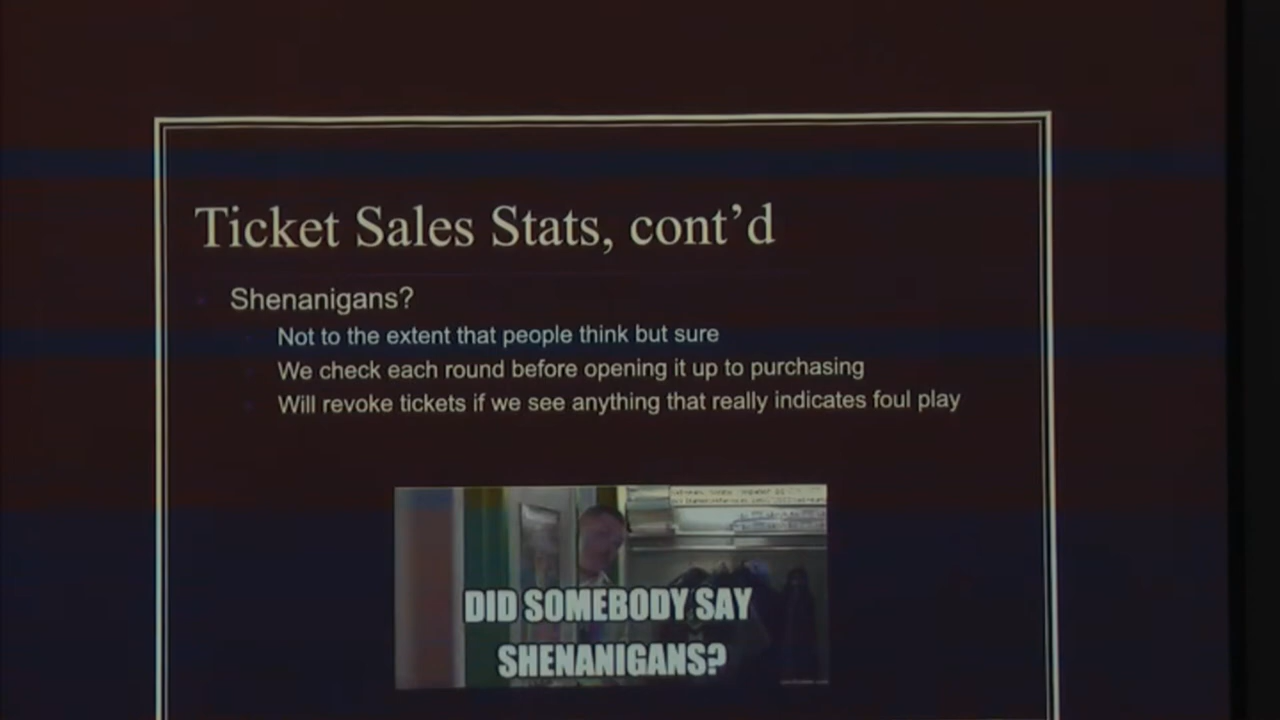 Ticket Sales Stats, cont’d
Shenanigans?
Not to the extent that people think but sure
We check each round before opening it up to purchasing
Will revoke tickets if we see anything that really indicates foul play
DID SOMEBODY SAY
SHENANIGANS?